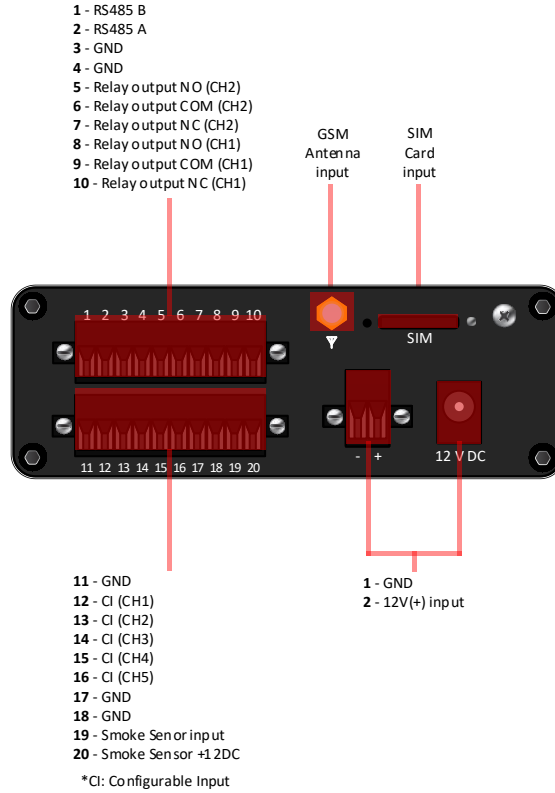 1 - RS485 B
2 - RS485 A
3 - GND
4 - GND
5 - Relay output NO (CH2)
6 - Relay output COM (CH2)
7 - Relay output NC (CH2)
8 - Relay output NO (CH1)
9 - Relay output COM (CH1)
10 - Relay output NC (CH1)
GSM
Antenna
input
SIM
Card
input
1 2 3 4 5 6 7 8 9 10
SIM
11 12 13 14 15 16 17 18 19 20
- +
12 V DC
11 - GND
12 - CI (CH1)
13 - CI (CH2)
14 - CI (CH3)
15 - CI (CH4)
16 - CI (CH5)
17 - GND
18 - GND
19 - Smoke Senor input
20 - Smoke Sensor +12DC
*CI: Configurable Input
1 - GND
2 - 12V(+) input